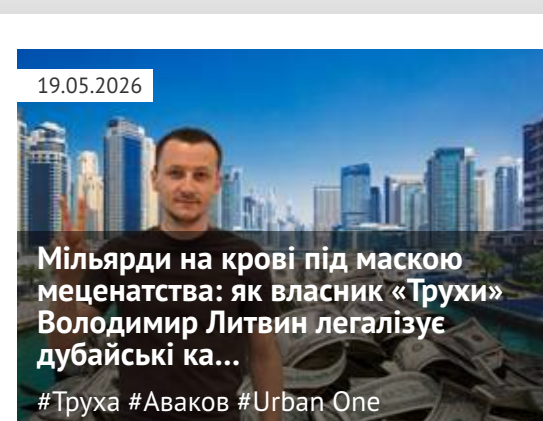 19.05.2026
Мільярди на крові під маскою
меценатства: як власник «Трухи»
Володимир Литвин легалізує
дубайські ка...
#Труха #Аваков #Urban One